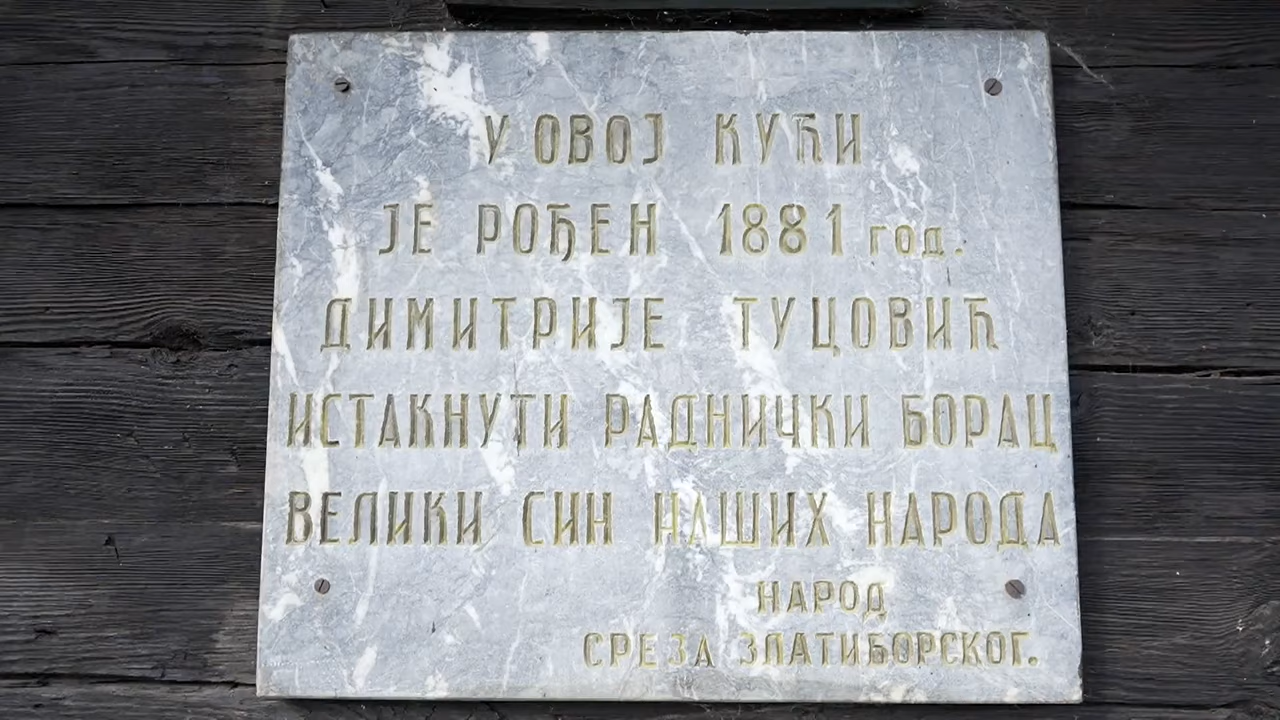 У ОВОЈ КУЋИ
ЈЕ РОЂЕН 1881 год.
ДИМИТРИЈЕ ТУЦОВИЋ
ИСТАКНУТИ РАДНИЧКИ БОРАЦ
ВЕЛИКИ СИН НАШИХ НАРОДА
НАРОД
СРЕЗА ЗЛАТИБОРСКОГ.